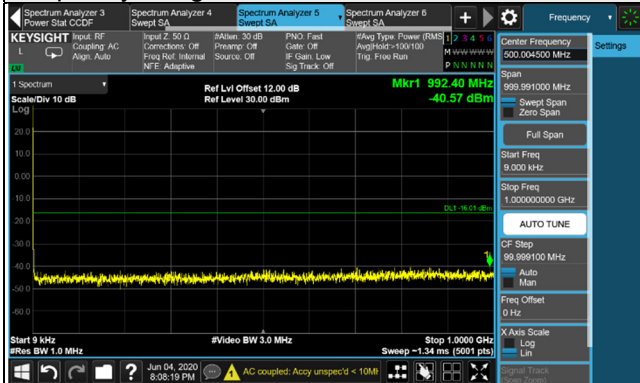 Spectrum Analyzer 3
Power Stat CCDF
Spectrum Analyzer 4
Swept SA
Spectrum Analyzer 5
Swept SA
Spectrum Analyzer 6
Swept SA
Frequency
KEYSIGHT
L
LV
Input: RF
Coupling: AC
Align: Auto
Input Z: 50 Ω
Corrections: Off
Freq Ref: Internal
NFE: Adaptive
#Atten: 30 dB
Preamp: Off
Source: Off
PNO: Fast
Gate: Off
IF Gain: Low
Sig Track: Off
#Avg Type: Power (RMS
Avg|Hold:>100/100
Trig: Free Run
1 2 3 4 5 6
M W W W W W
P N N N N N
Center Frequency
500.004500 MHz
Settings
1 Spectrum
Scale/Div 10 dB
Log
Ref Lvl Offset 12.00 dB
Ref Level 30.00 dBm
Mkr1 992.40 MHz
-40.57 dBm
Span
999.991000 MHz
Swept Span
Zero Span
Full Span
Start Freq
9.000 kHz
Stop Freq
1.000000000 GHz
AUTO TUNE
CF Step
99.999100 MHz
Auto
Man
Freq Offset
0 Hz
X Axis Scale
Log
Lin
Signal Track
(Span Zoom)
20.0
10.0
0.00
-10.0
DL1 -16.01 dBm
-20.0
-30.0
-40.0
1
-50.0
-60.0
Start 9 kHz
#Res BW 1.0 MHz
#Video BW 3.0 MHz
Stop 1.0000 GHz
Sweep ~1.34 ms (5001 pts)
Jun 04, 2020
8:08:19 PM
AC coupled: Accy unspec'd < 10MH